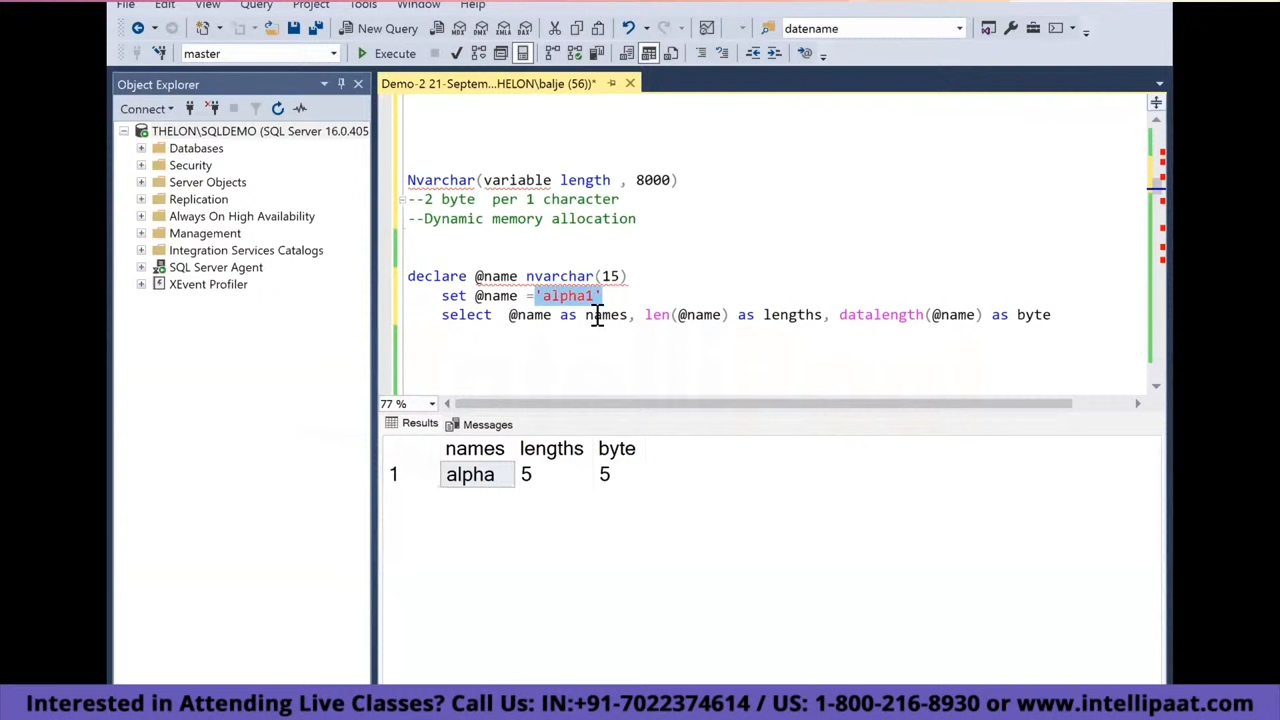 File Edit View Query Project Tools Window Help
New Query MDX DMX XMLA DAX datename
master Execute
Object Explorer
Demo-2 21-Septem...HELON\balje (56))*
Connect
THELON\SQLDEMO (SQL Server 16.0.405
Databases
Security
Server Objects
Replication
Always On High Availability
Management
Integration Services Catalogs
SQL Server Agent
XEvent Profiler
Nvarchar(variable length , 8000)
--2 byte per 1 character
--Dynamic memory allocation
declare @name nvarchar(15)
set @name ='alpha1'
select @name as names, len(@name) as lengths, datalength(@name) as byte
77 %
Results Messages
names lengths byte
1 alpha 5 5
Interested in Attending Live Classes? Call Us: IN:+91-7022374614 / US: 1-800-216-8930 or www.intellipaat.com